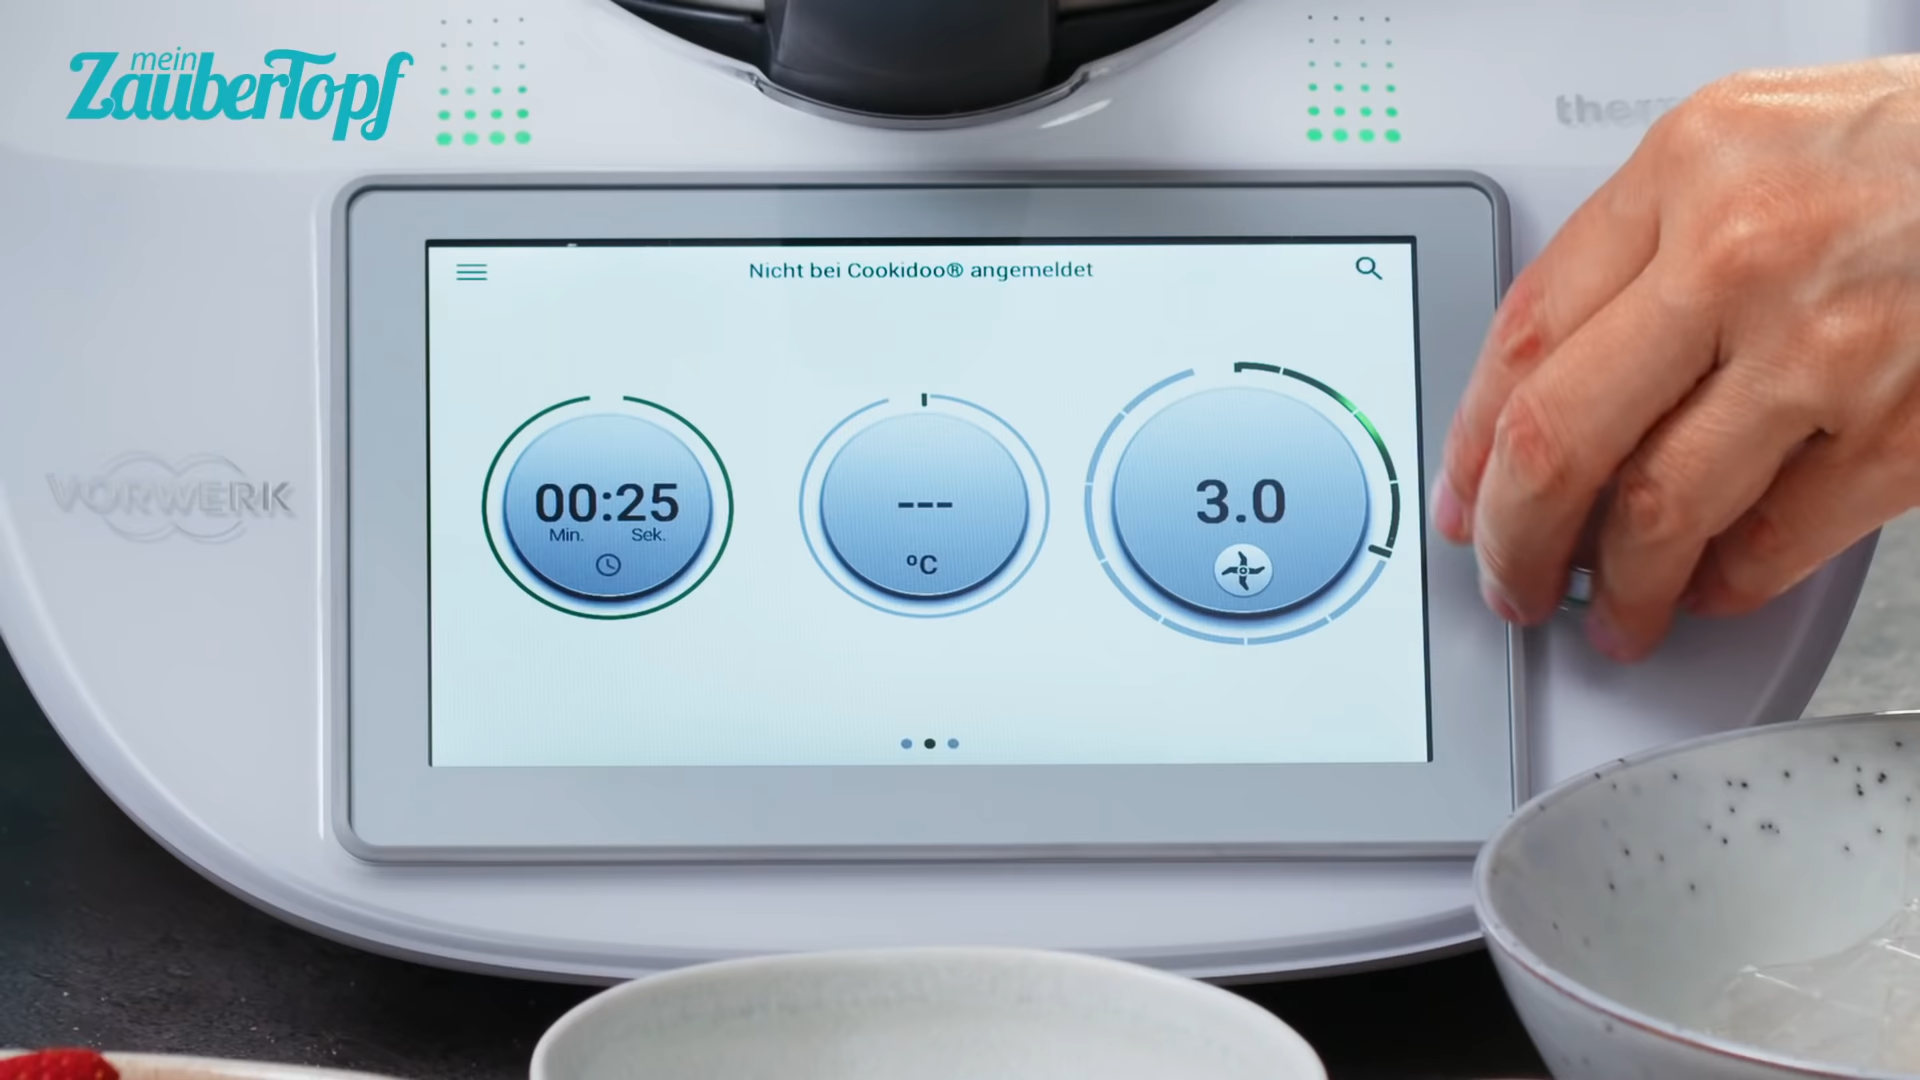 mein
ZauberTopf
Nicht bei Cookidoo® angemeldet
00:25
Min. Sek.
---
°C
3.0
VORWERK